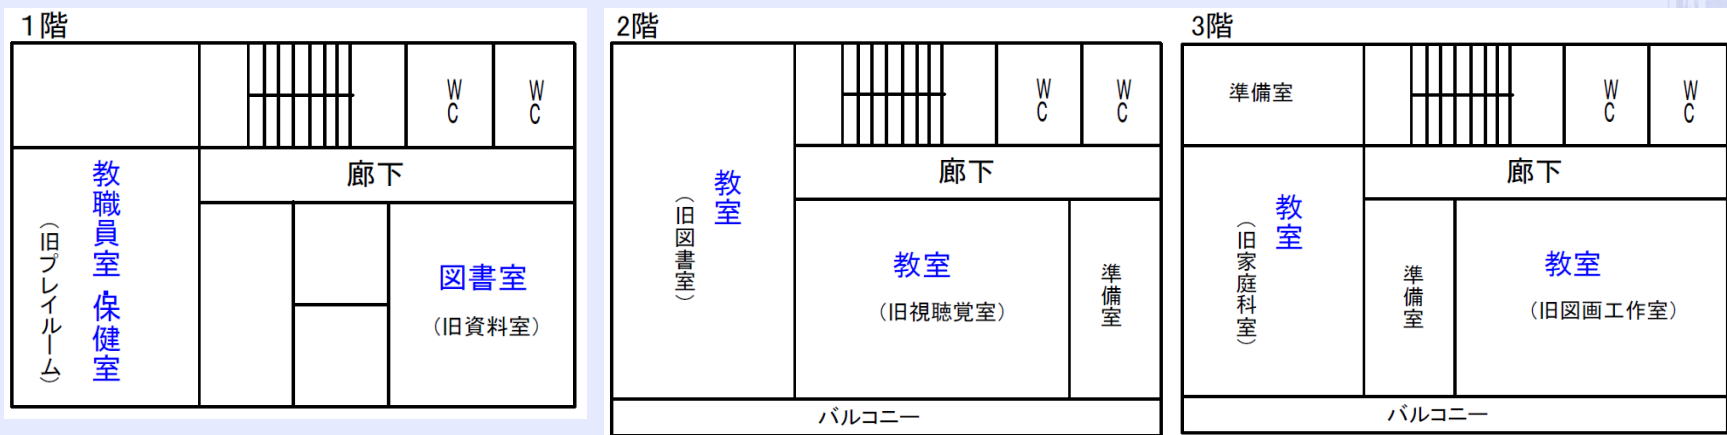 1階
WC
WC
廊下
教職員室・保健室
(旧プレイルーム)
図書室
(旧資料室)
2階
WC
WC
廊下
教室
(旧図書室)
教室
(旧視聴覚室)
準備室
バルコニー
3階
準備室
WC
WC
廊下
教室
(旧家庭科室)
準備室
教室
(旧図画工作室)
バルコニー